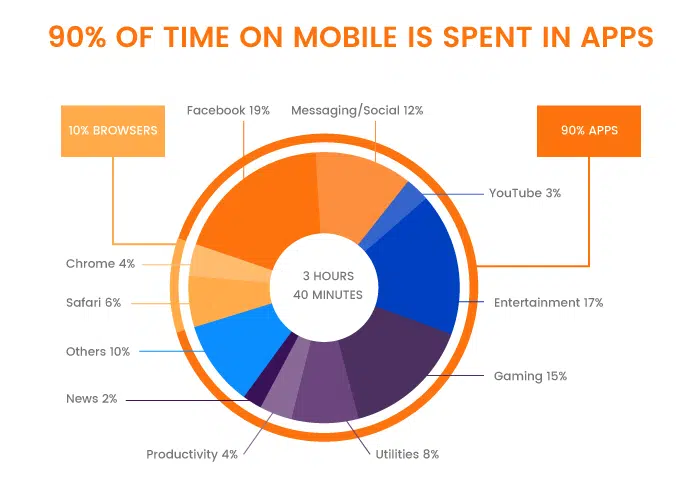 90% OF TIME ON MOBILE IS SPENT IN APPS
Facebook 19%
Messaging/Social 12%
10% BROWSERS
90% APPS
YouTube 3%
Chrome 4%
3 HOURS
40 MINUTES
Safari 6%
Entertainment 17%
Others 10%
Gaming 15%
News 2%
Productivity 4%
Utilities 8%